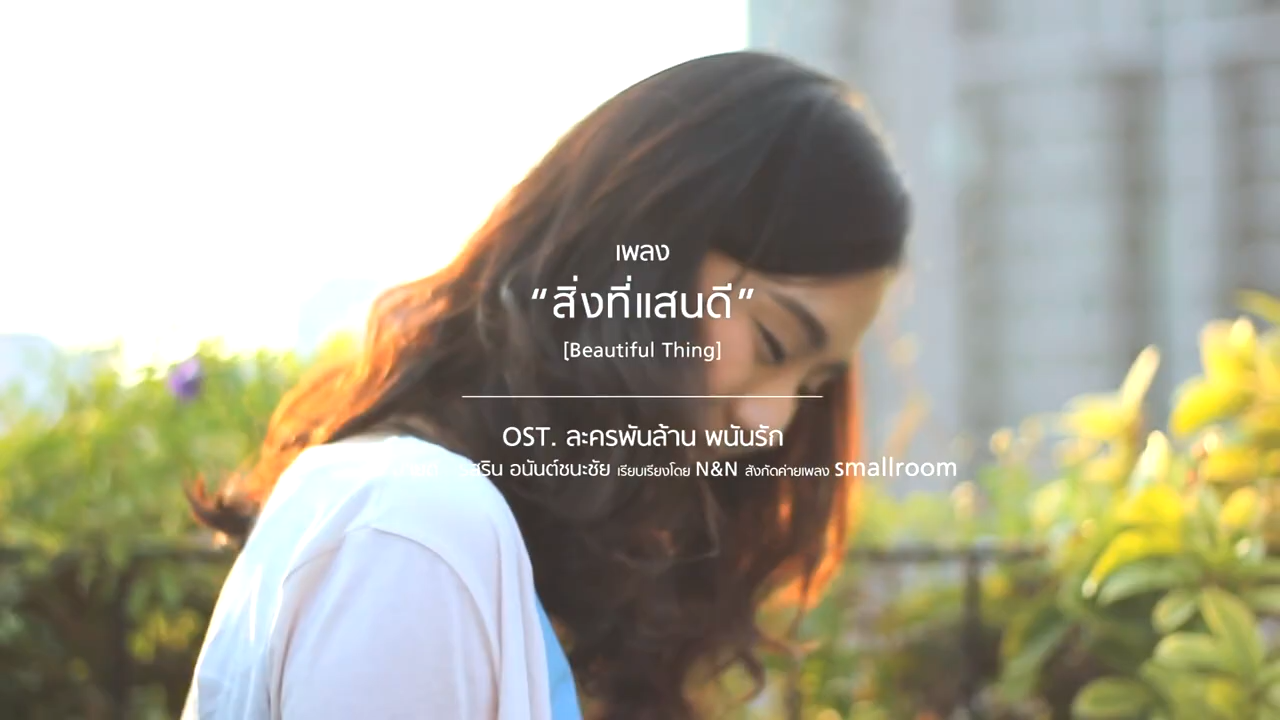 เพลง
“สิ่งที่แสนดี”
[Beautiful Thing]
OST. ละครพันล้าน พนันรัก
อนันต์ชนะชัย เรียบเรียงโดย N&N สังกัดค่ายเพลง smallroom